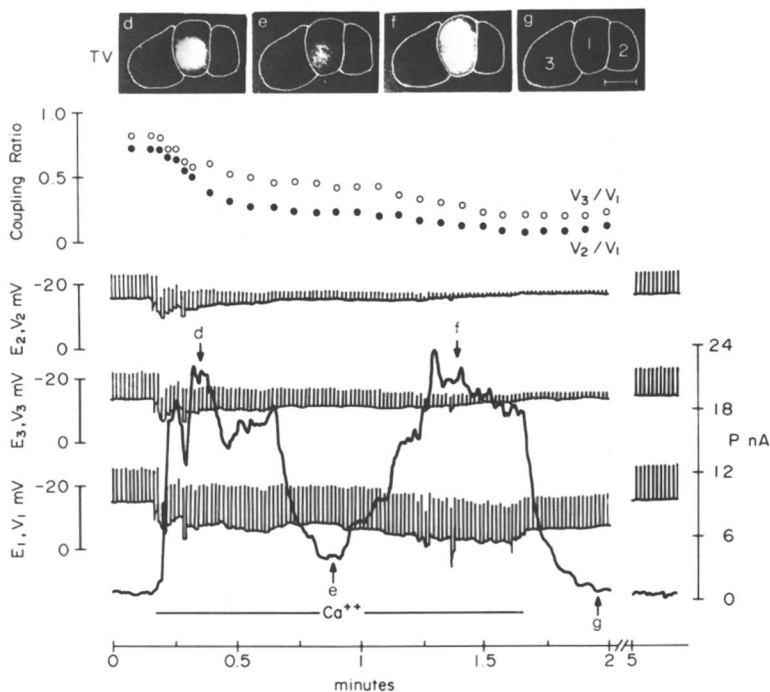 TV
d
e
f
g
3
1
2
Coupling Ratio
1.0
0.5
0
V3/V1
V2/V1
E2,V2 mV
-20
0
E3,V3 mV
-20
0
E1,V1 mV
-20
0
d
f
e
g
24
18
12
6
0
P nA
Ca++
0
0.5
1
1.5
2
5
minutes